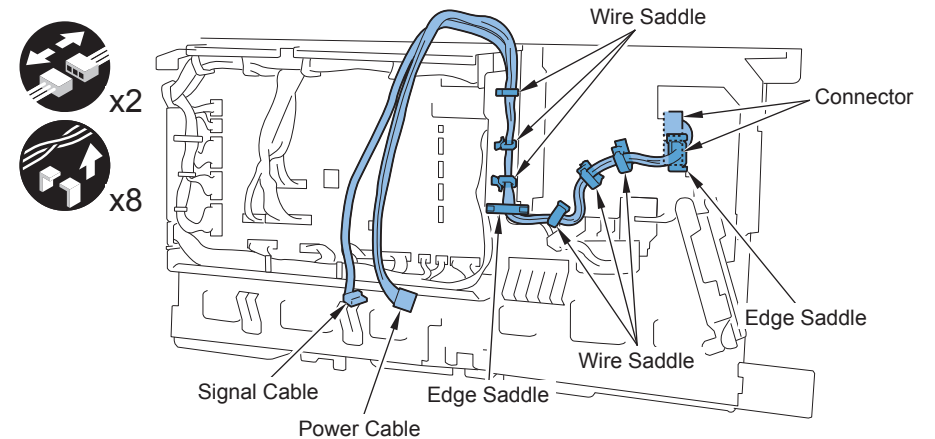 Wire Saddle
x2
Connector
x8
Edge Saddle
Wire Saddle
Signal Cable
Edge Saddle
Power Cable